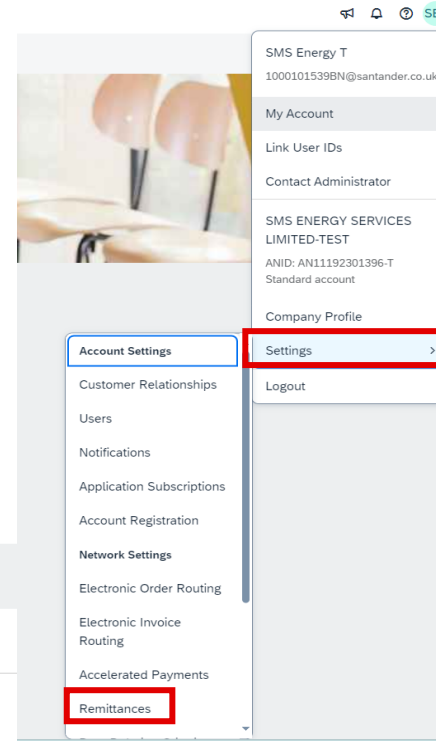 SMS Energy T
1000101539BN@santander.co.uk
My Account
Link User IDs
Contact Administrator
SMS ENERGY SERVICES
LIMITED-TEST
ANID: AN11192301396-T
Standard account
Company Profile
Settings
Logout
Account Settings
Customer Relationships
Users
Notifications
Application Subscriptions
Account Registration
Network Settings
Electronic Order Routing
Electronic Invoice
Routing
Accelerated Payments
Remittances